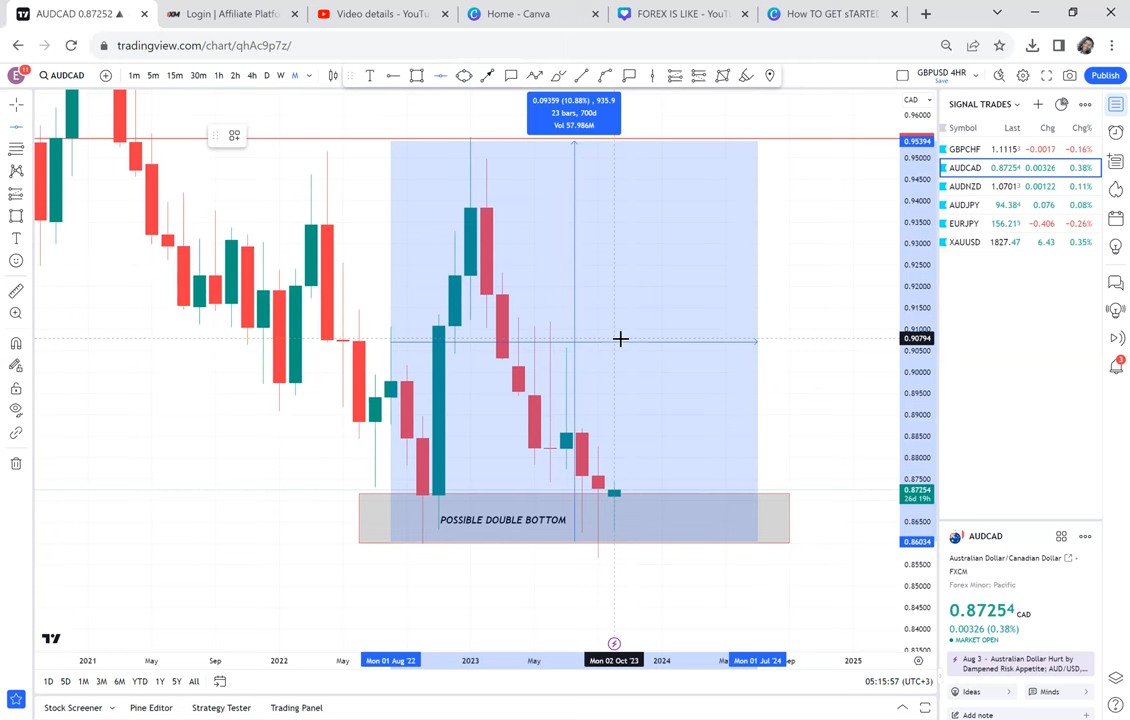 AUDCAD 0.87252 ▲
Login | Affiliate Platfo
Video details - YouTu
Home - Canva
FOREX IS LIKE - YouT
How TO GET sTARTED
tradingview.com/chart/qhAc9p7z/
E
11
AUDCAD
1m 5m 15m 30m 1h 2h 4h D W M
GBPUSD 4HR
Save
Publish
0.09359 (10.88%) , 935.9
23 bars, 700d
Vol 57.986M
CAD
0.96000
0.95394
0.95000
0.94500
0.94000
0.93500
0.93000
0.92500
0.92000
0.91500
0.91000
0.90794
0.90500
0.90000
0.89500
0.89000
0.88500
0.88000
0.87500
0.87254
26d 19h
0.86500
0.86034
0.85500
0.85000
0.84500
0.84000
0.83500
POSSIBLE DOUBLE BOTTOM
2021 May Sep 2022 May Mon 01 Aug '22 2023 May Mon 02 Oct '23 2024 Mon 01 Jul '24 2025
1D 5D 1M 3M 6M YTD 1Y 5Y All
05:15:57 (UTC+3)
Stock Screener Pine Editor Strategy Tester Trading Panel
SIGNAL TRADES
Symbol Last Chg Chg%
GBPCHF 1.1115³ −0.0017 −0.16%
AUDCAD 0.8725⁴ 0.00326 0.38%
AUDNZD 1.0701³ 0.00122 0.11%
AUDJPY 94.38⁴ 0.076 0.08%
EURJPY 156.21⁵ −0.406 −0.26%
XAUUSD 1827.47 6.43 0.35%
3
AUDCAD
Australian Dollar/Canadian Dollar
FXCM
Forex Minor: Pacific
0.87254 CAD
0.00326 (0.38%)
MARKET OPEN
Aug 3 • Australian Dollar Hurt by
Dampened Risk Appetite; AUD/USD,...
Ideas
Minds
Add note